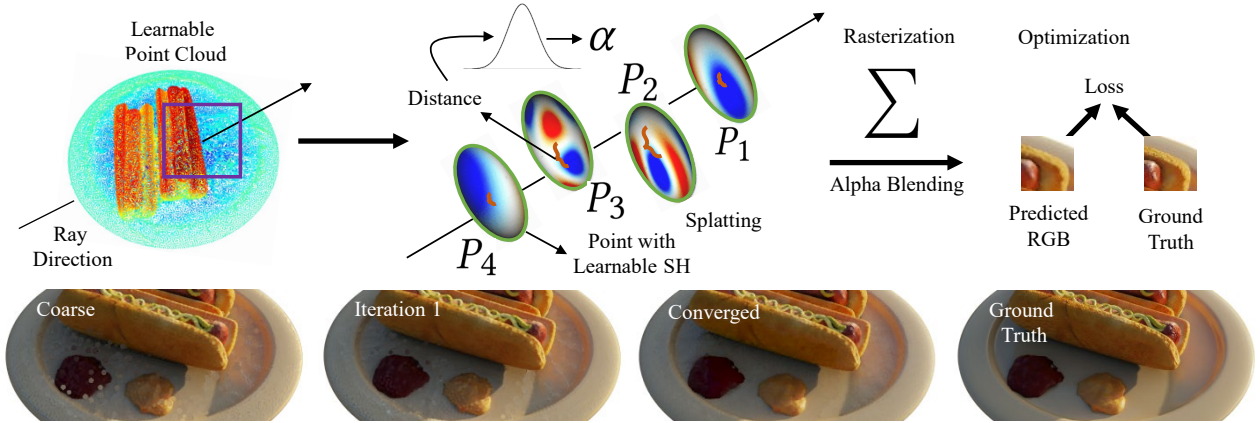 Learnable
Point Cloud
Ray
Direction
α
Distance
P1
P2
P3
P4
Splatting
Point with
Learnable SH
Rasterization
∑
Alpha Blending
Optimization
Loss
Predicted
RGB
Ground
Truth
Coarse
Iteration 1
Converged
Ground
Truth